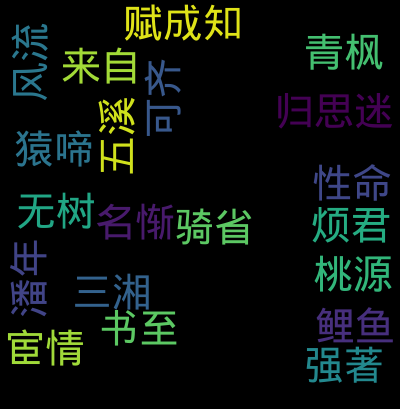 赋成知
风流
来自
青枫
可齐
五溪
归思迷
猿啼
性命
无树
名惭
骑省
烦君
潘年
三湘
桃源
书至
鲤鱼
宦情
强著